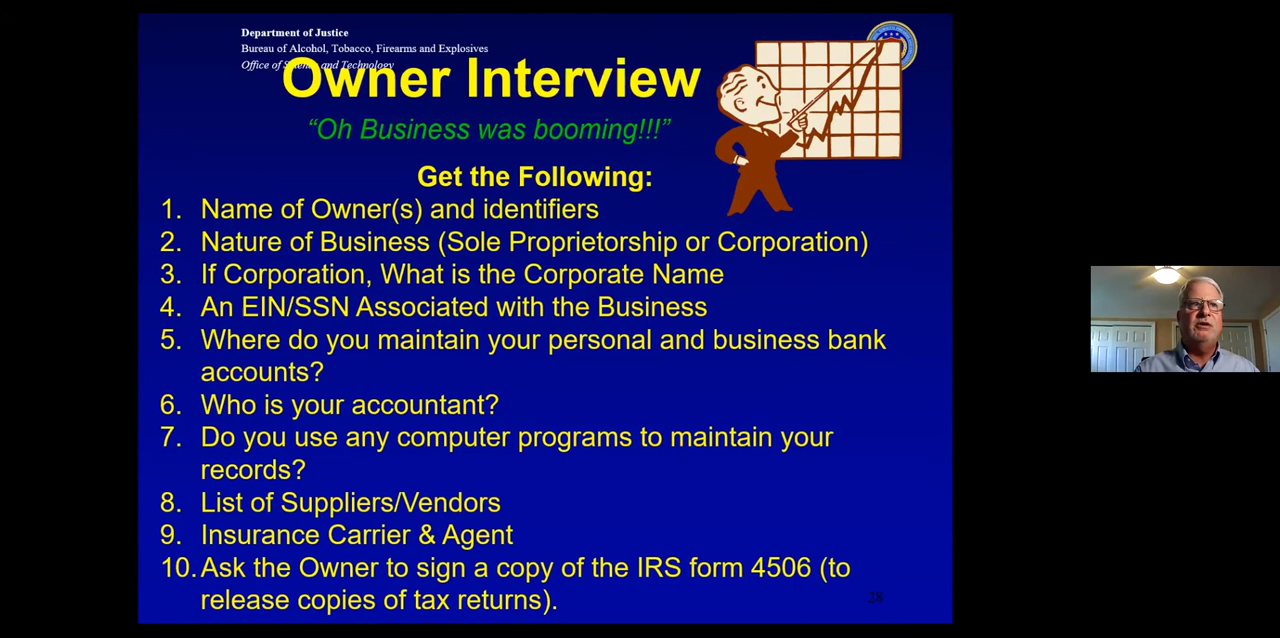 Department of Justice
Bureau of Alcohol, Tobacco, Firearms and Explosives
Office of Science and Technology
Owner Interview
“Oh Business was booming!!!”
Get the Following:
1. Name of Owner(s) and identifiers
2. Nature of Business (Sole Proprietorship or Corporation)
3. If Corporation, What is the Corporate Name
4. An EIN/SSN Associated with the Business
5. Where do you maintain your personal and business bank
accounts?
6. Who is your accountant?
7. Do you use any computer programs to maintain your
records?
8. List of Suppliers/Vendors
9. Insurance Carrier & Agent
10. Ask the Owner to sign a copy of the IRS form 4506 (to
release copies of tax returns).
28